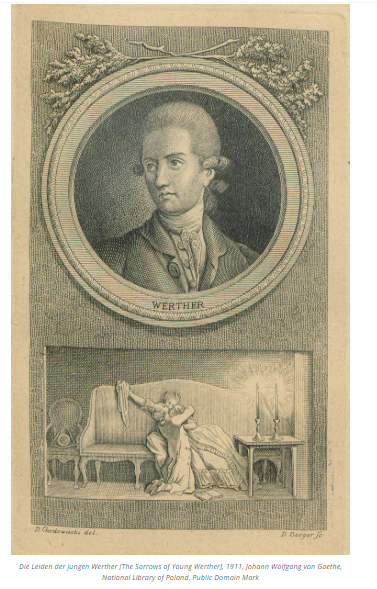 WERTHER
D. Chodowiecki del.
D. Berger sc.
Die Leiden der jungen Werther [The Sorrows of Young Werther], 1911, Johann Wolfgang von Goethe,
National Library of Poland, Public Domain Mark